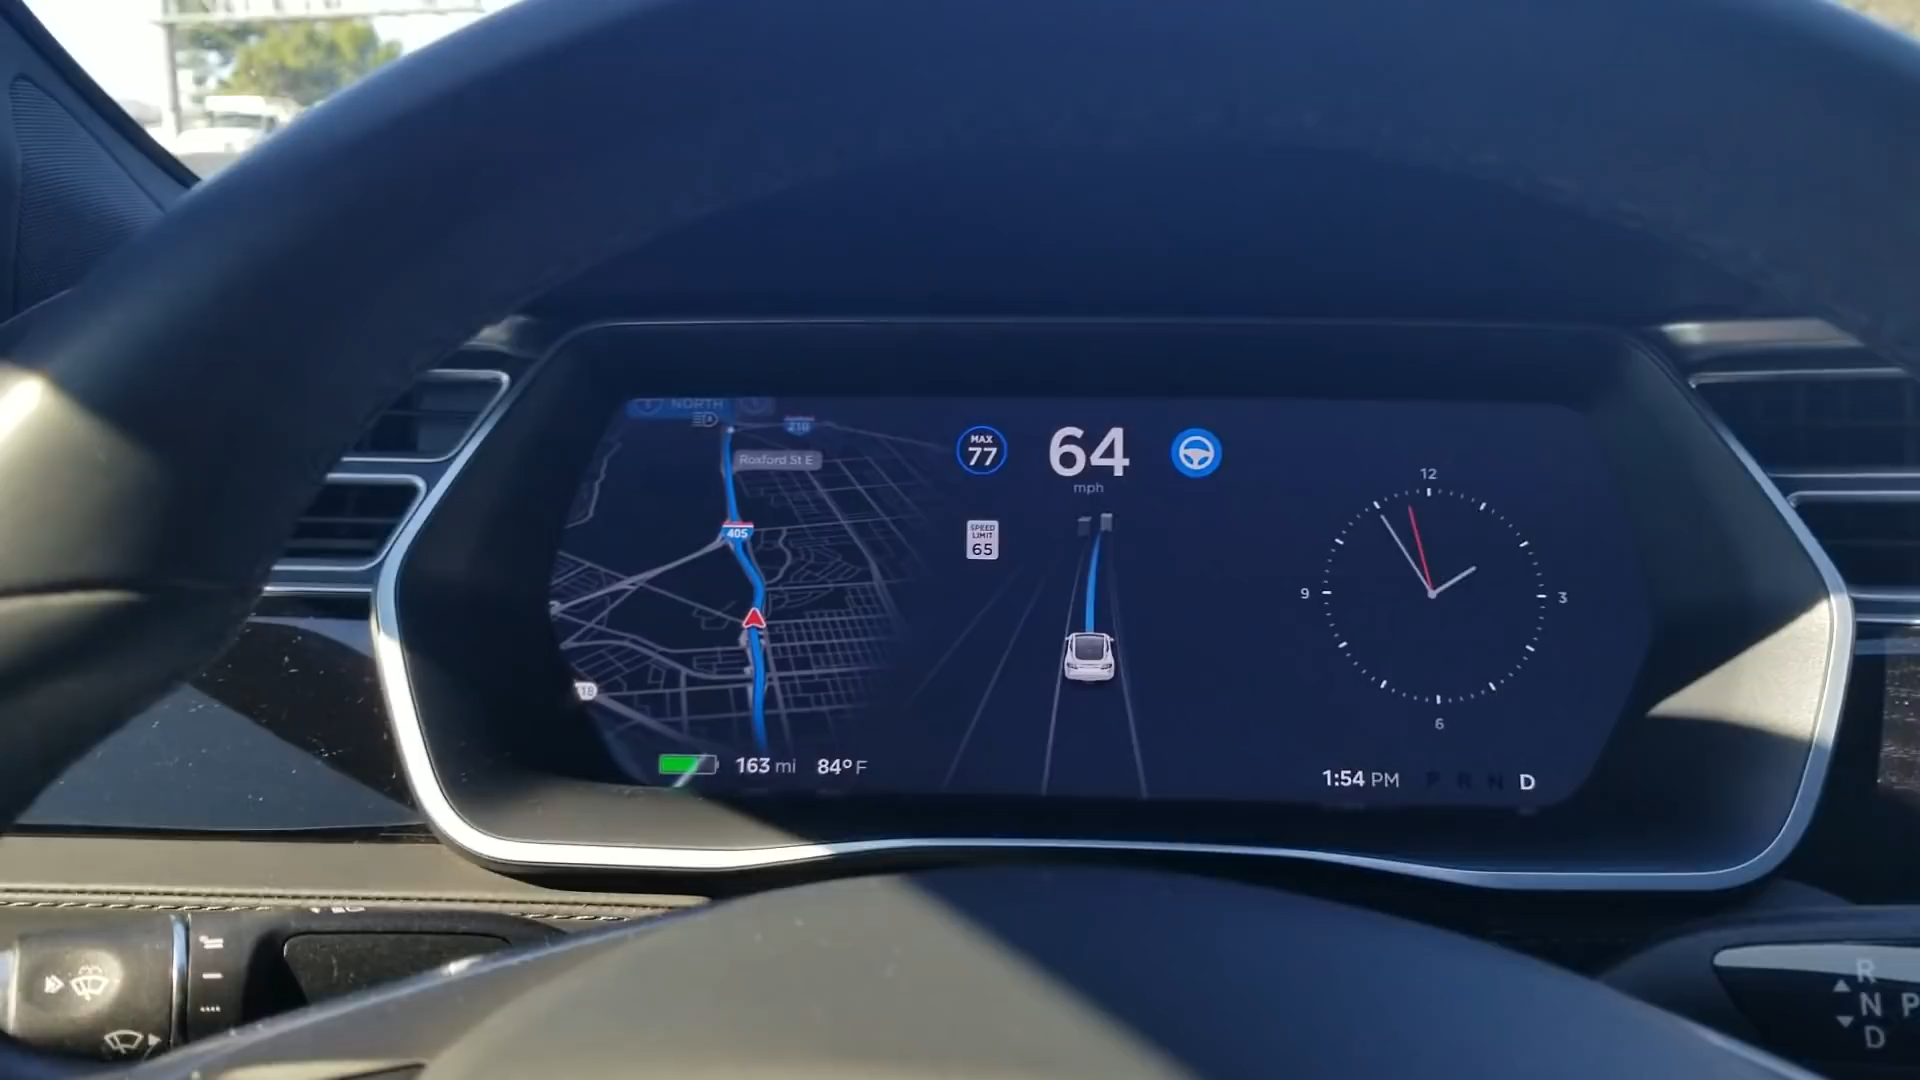 NORTH
210
Roxford St E
405
118
163 mi
84° F
MAX
77
64
mph
SPEED
LIMIT
65
12
3
6
9
1:54 PM
P R N D
R
N P
D